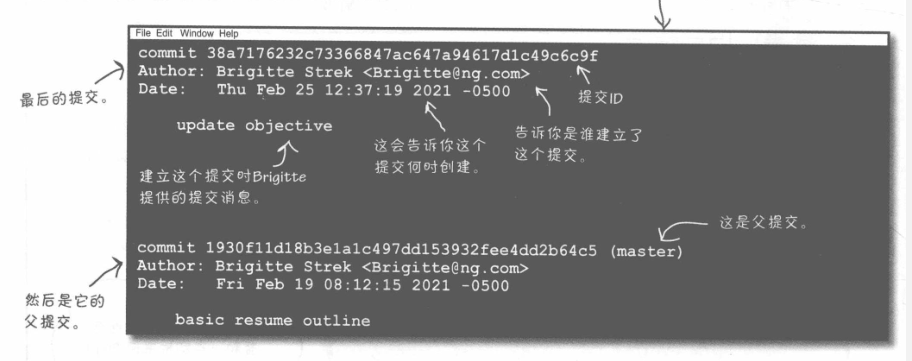 File Edit Window Help
commit 38a7176232c73366847ac647a94617d1c49c6c9f
Author: Brigitte Strek <Brigitte@ng.com>
Date: Thu Feb 25 12:37:19 2021 -0500
最后的提交。
提交ID
update objective
这会告诉你这个
提交何时创建。
告诉你是谁建立了
这个提交。
建立这个提交时Brigitte
提供的提交消息。
这是父提交。
commit 1930f11d18b3e1a1c497dd153932fee4dd2b64c5 (master)
Author: Brigitte Strek <Brigitte@ng.com>
Date: Fri Feb 19 08:12:15 2021 -0500
然后是它的
父提交。
basic resume outline